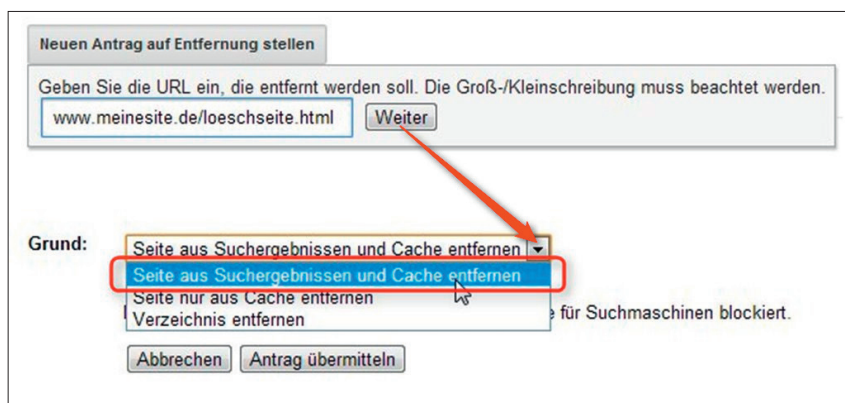 Neuen Antrag auf Entfernung stellen
Geben Sie die URL ein, die entfernt werden soll. Die Groß-/Kleinschreibung muss beachtet werden.
www.meinesite.de/loeschseite.html Weiter
Grund: Seite aus Suchergebnissen und Cache entfernen
Seite aus Suchergebnissen und Cache entfernen
Seite nur aus Cache entfernen
Verzeichnis entfernen
für Suchmaschinen blockiert.
Abbrechen Antrag übermitteln